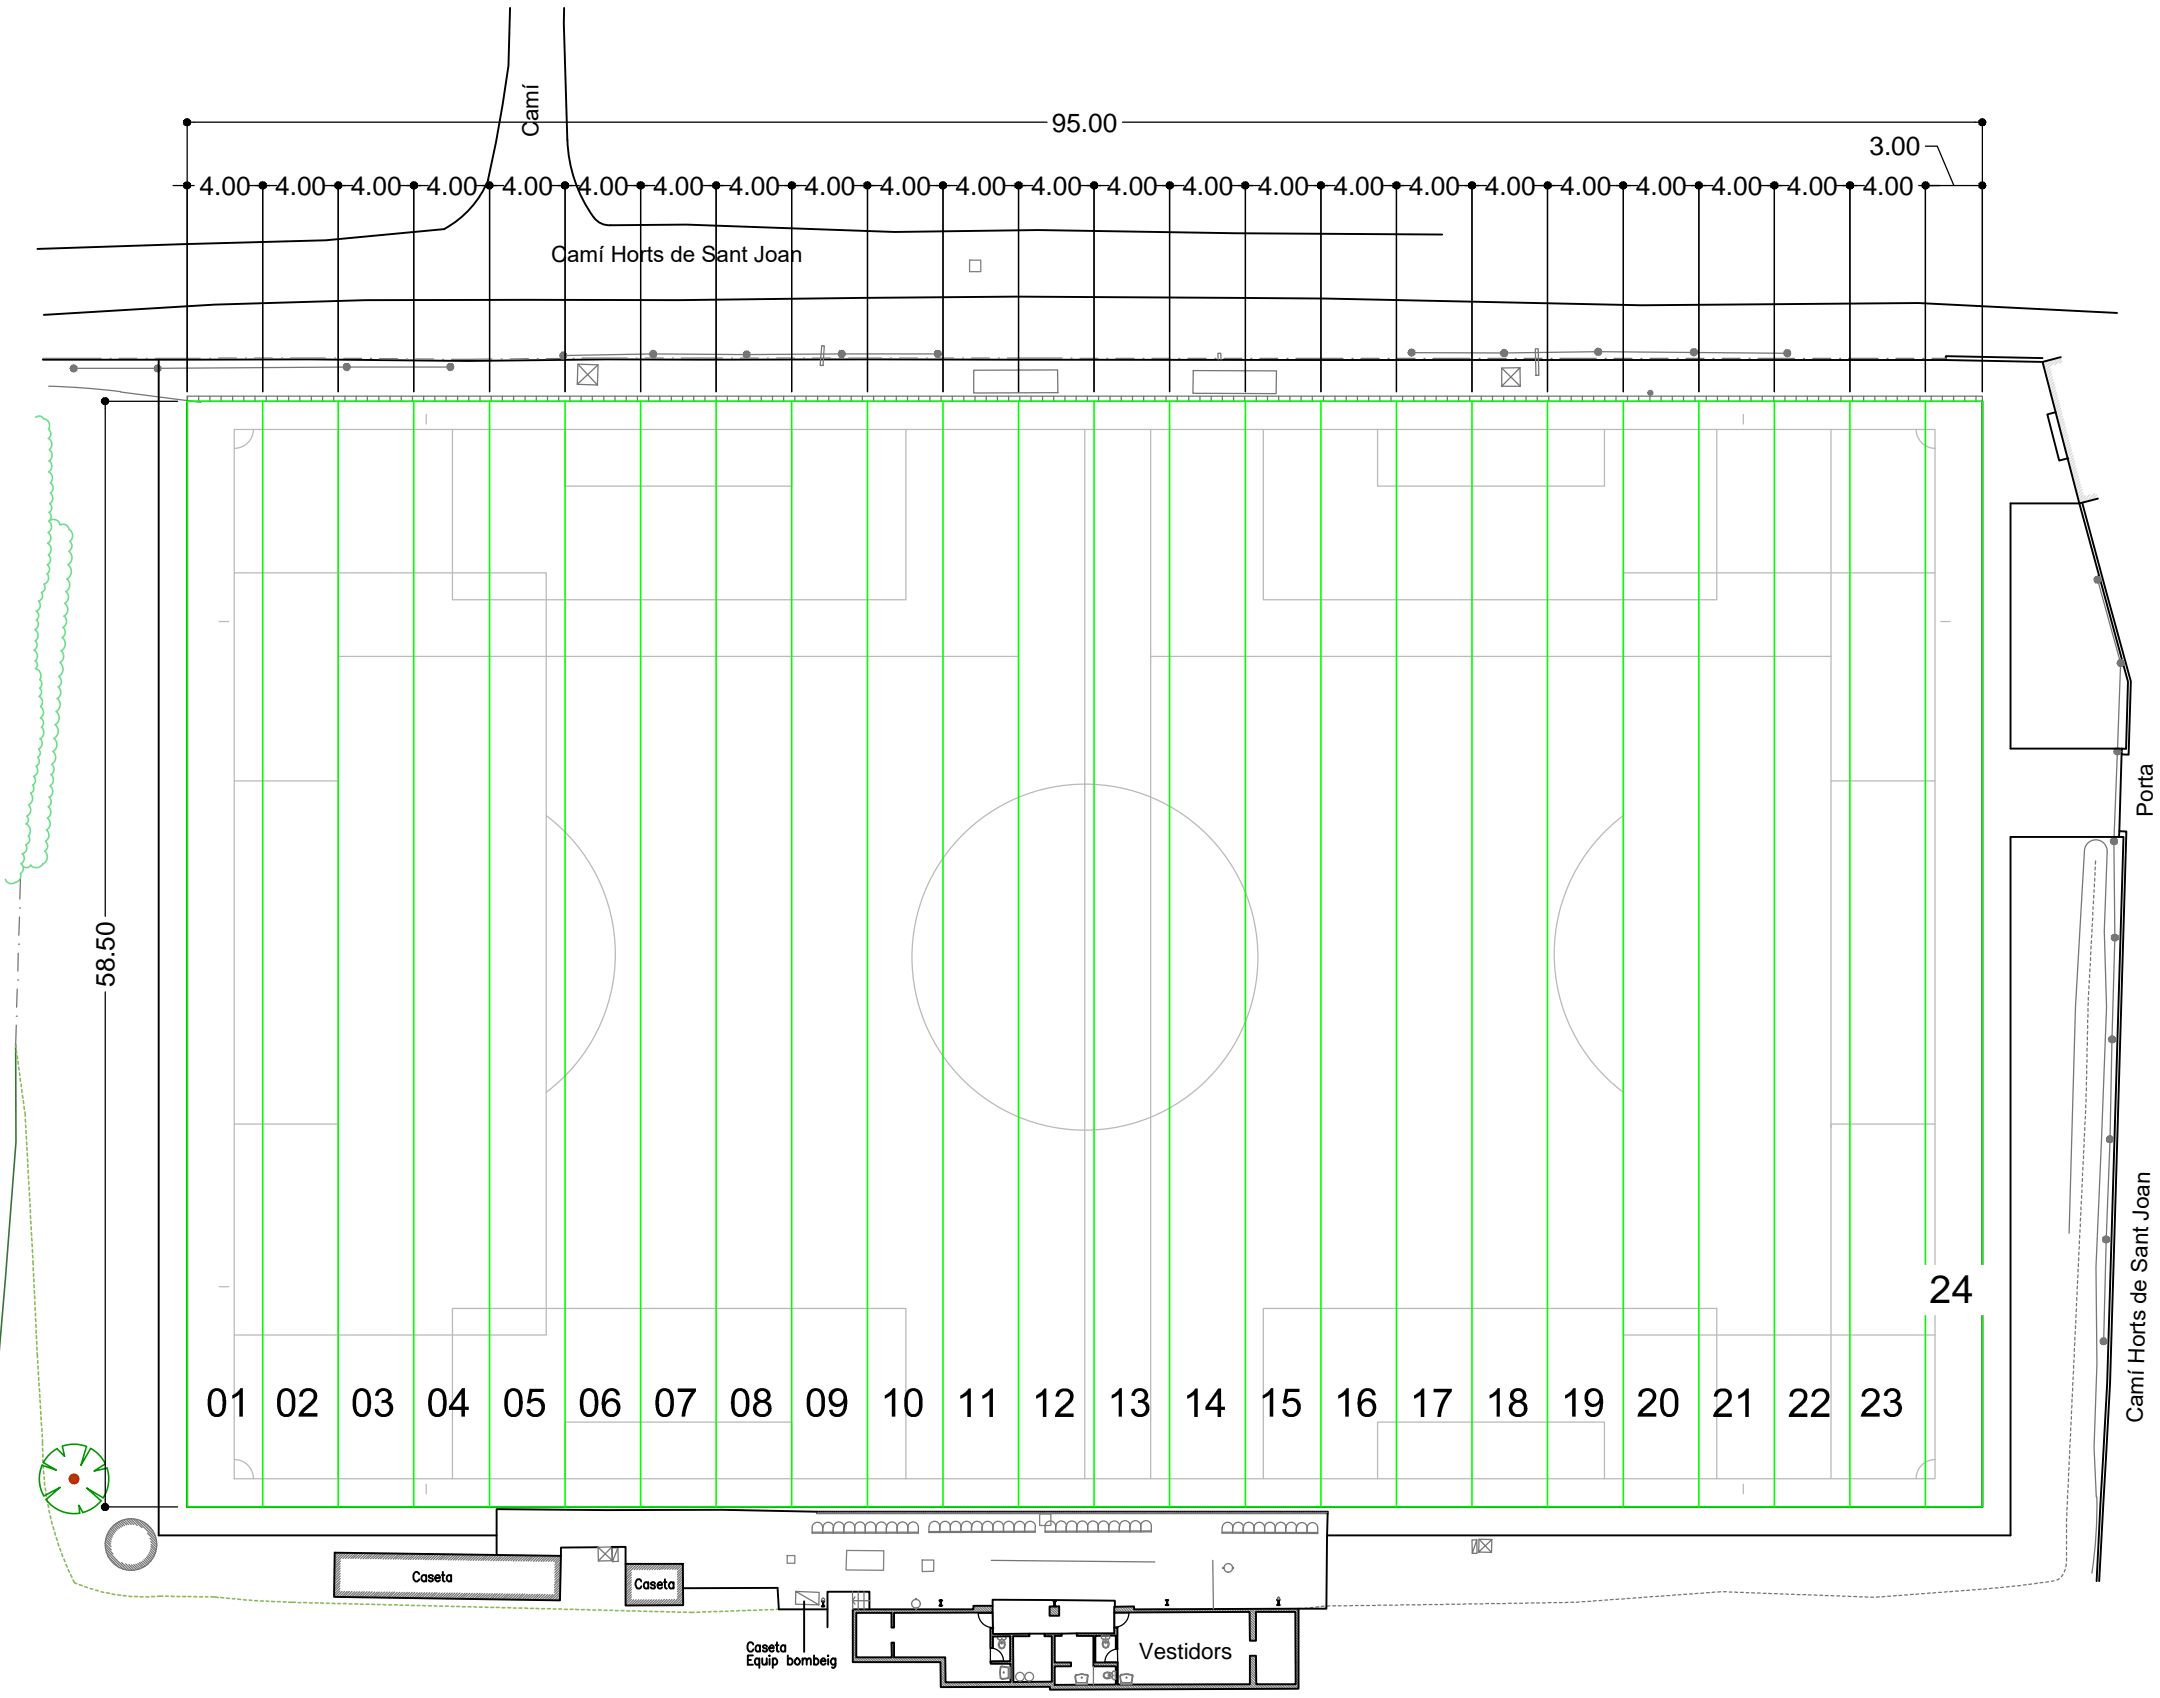 Camí
95.00
3.00
4.00 4.00 4.00 4.00 4.00 4.00 4.00 4.00 4.00 4.00 4.00 4.00 4.00 4.00 4.00 4.00 4.00 4.00 4.00 4.00 4.00 4.00 4.00
Camí Horts de Sant Joan
Porta
58.50
Camí Horts de Sant Joan
24
01 02 03 04 05 06 07 08 09 10 11 12 13 14 15 16 17 18 19 20 21 22 23
Caseta
Caseta
Caseta
Equip bombeig
Vestidors